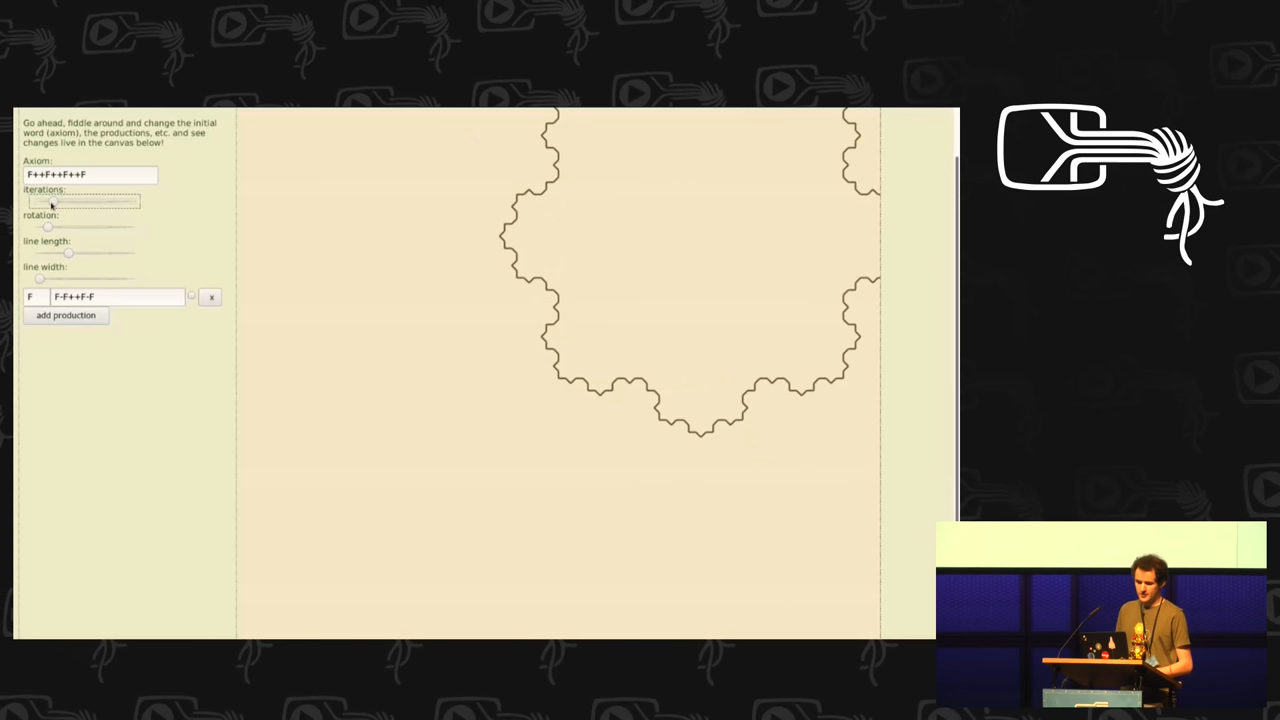 Go ahead, fiddle around and change the initial
word (axiom), the productions, etc. and see
changes live in the canvas below!
Axiom:
F++F++F++F
iterations:
rotation:
line length:
line width:
F F-F++F-F x
add production